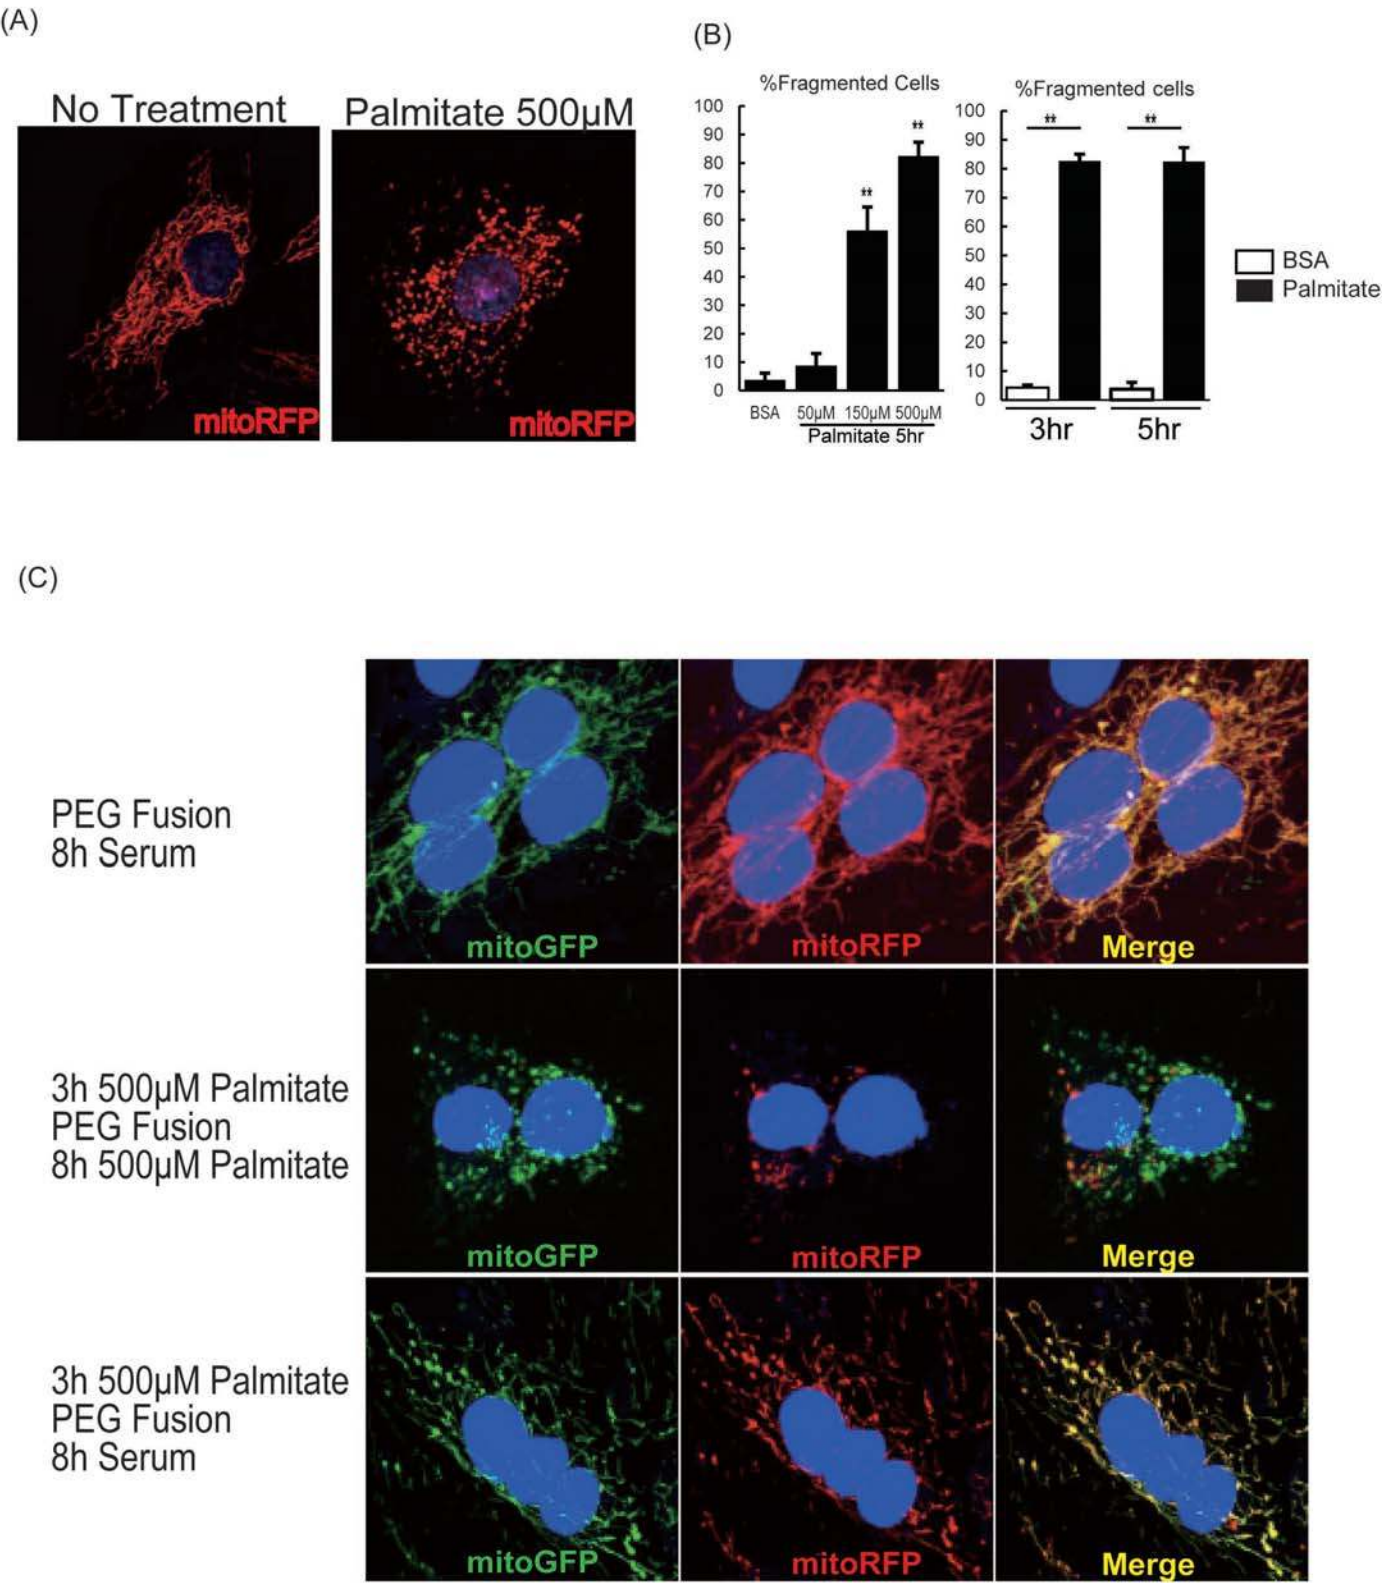 (A)
No Treatment
Palmitate 500µM
mitoRFP
mitoRFP
(B)
%Fragmented Cells
100
90
80
70
60
50
40
30
20
10
0
**
**
BSA
50µM
150µM
500µM
Palmitate 5hr
%Fragmented cells
100
90
80
70
60
50
40
30
20
10
0
**
**
3hr
5hr
BSA
Palmitate
(C)
PEG Fusion
8h Serum
mitoGFP
mitoRFP
Merge
3h 500µM Palmitate
PEG Fusion
8h 500µM Palmitate
mitoGFP
mitoRFP
Merge
3h 500µM Palmitate
PEG Fusion
8h Serum
mitoGFP
mitoRFP
Merge